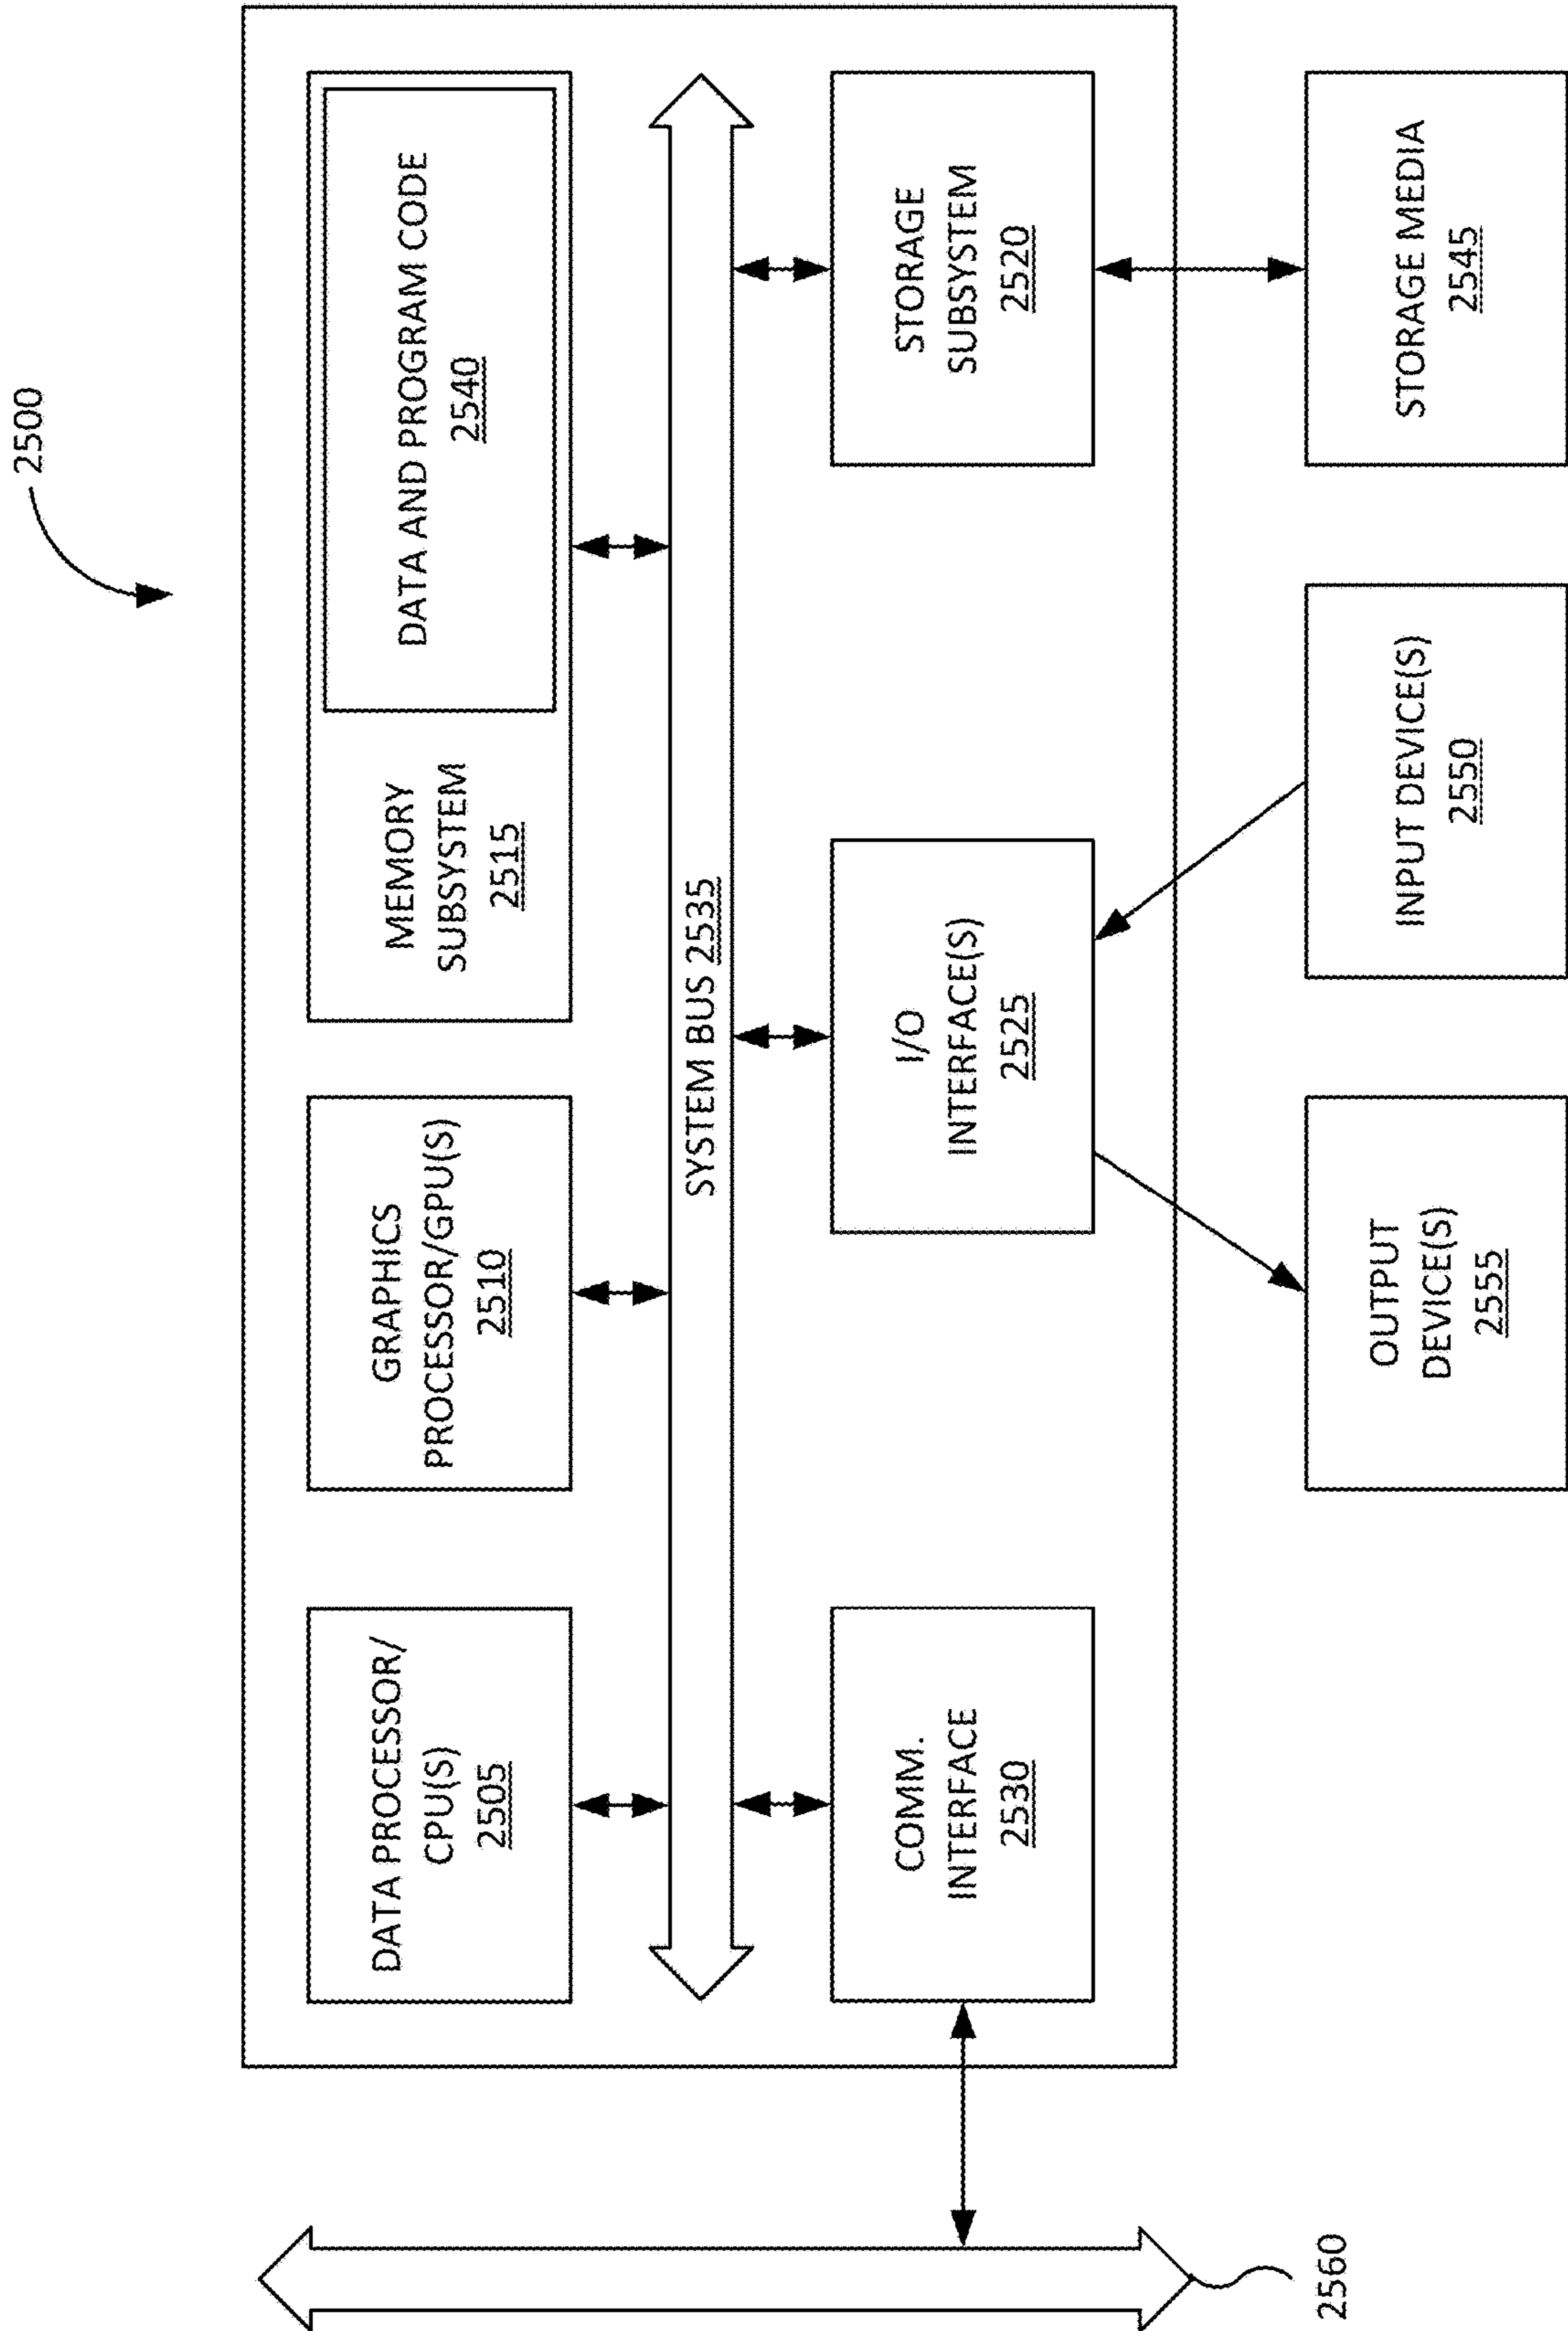 2500
DATA PROCESSOR/
CPU(S)
2505
GRAPHICS
PROCESSOR/GPU(S)
2510
MEMORY
SUBSYSTEM
2515
DATA AND PROGRAM CODE
2540
SYSTEM BUS 2535
COMM.
INTERFACE
2530
I/O
INTERFACE(S)
2525
STORAGE
SUBSYSTEM
2520
OUTPUT
DEVICE(S)
2555
INPUT DEVICE(S)
2550
STORAGE MEDIA
2545
2560